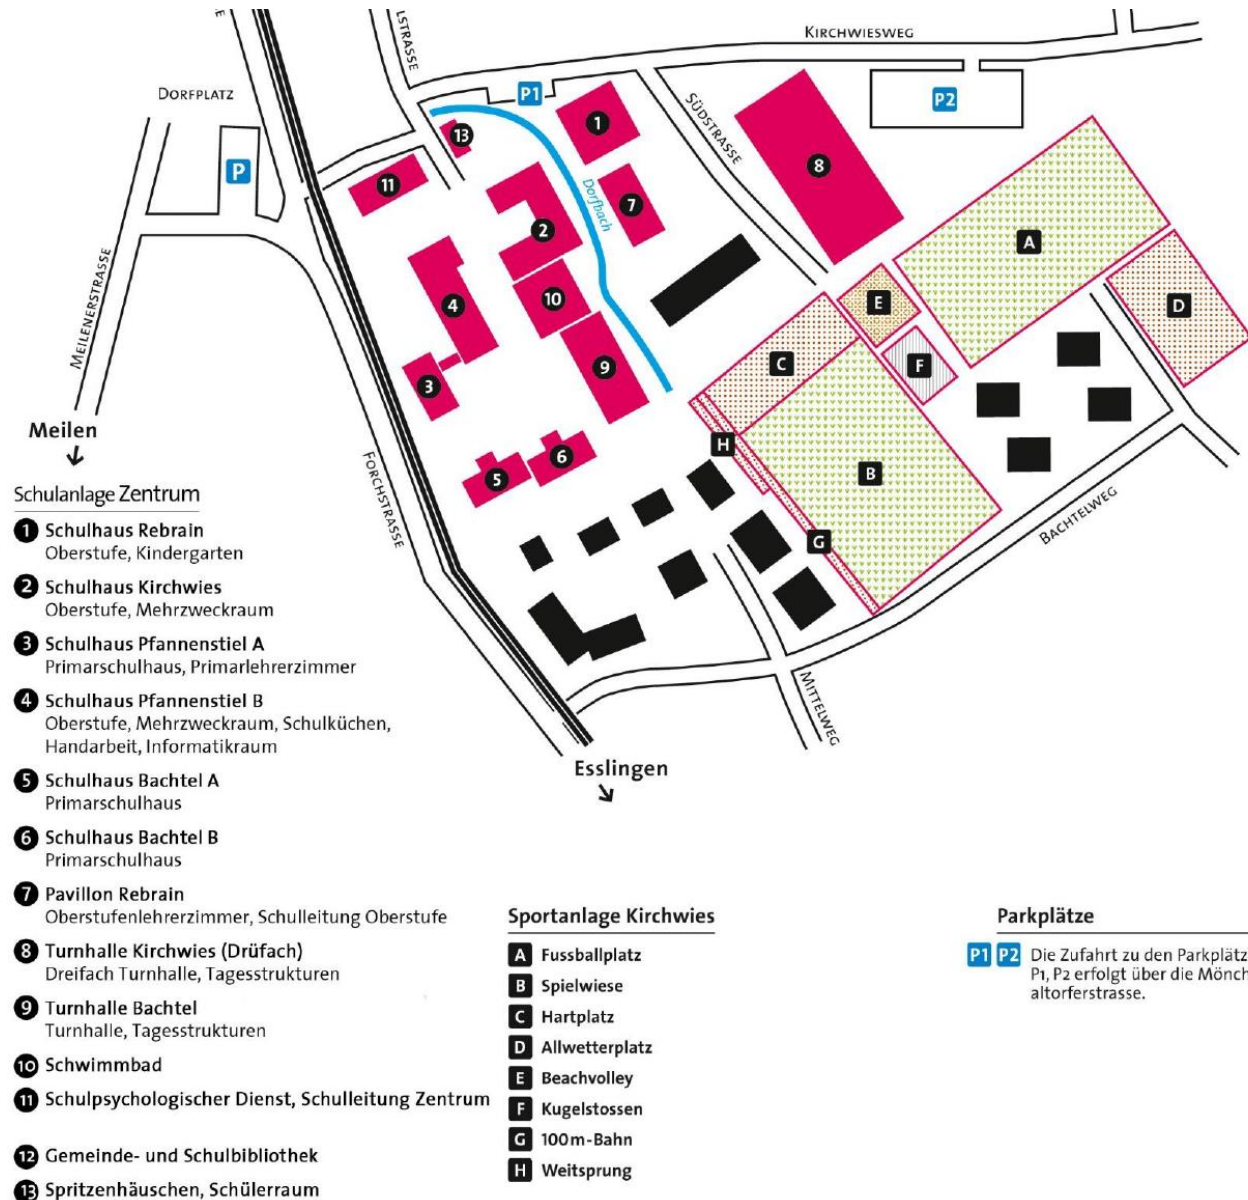 KIRCHWIESWEG
LSTRASSE
DORFPLATZ
P1
P2
SÜDSTRASSE
1
13
P
11
8
7
Dorfbach
2
A
MEILENERSTRASSE
4
10
E
D
C
F
9
3
Meilen
H
6
B
5
FORCHSTRASSE
G
BACHTELWEG
MITTELWEG
Esslingen
Schulanlage Zentrum
1 Schulhaus Rebrain
Oberstufe, Kindergarten
2 Schulhaus Kirchwies
Oberstufe, Mehrzweckraum
3 Schulhaus Pfannenstiel A
Primarschulhaus, Primarlehrerzimmer
4 Schulhaus Pfannenstiel B
Oberstufe, Mehrzweckraum, Schulküchen,
Handarbeit, Informatikraum
5 Schulhaus Bachtel A
Primarschulhaus
6 Schulhaus Bachtel B
Primarschulhaus
7 Pavillon Rebrain
Oberstufenlehrerzimmer, Schulleitung Oberstufe
8 Turnhalle Kirchwies (Drüfach)
Dreifach Turnhalle, Tagesstrukturen
9 Turnhalle Bachtel
Turnhalle, Tagesstrukturen
10 Schwimmbad
11 Schulpsychologischer Dienst, Schulleitung Zentrum
12 Gemeinde- und Schulbibliothek
13 Spritzenhäuschen, Schülerraum
Sportanlage Kirchwies
A Fussballplatz
B Spielwiese
C Hartplatz
D Allwetterplatz
E Beachvolley
F Kugelstossen
G 100m-Bahn
H Weitsprung
Parkplätze
P1 P2 Die Zufahrt zu den Parkplätz
P1, P2 erfolgt über die Mönch
altorferstrasse.